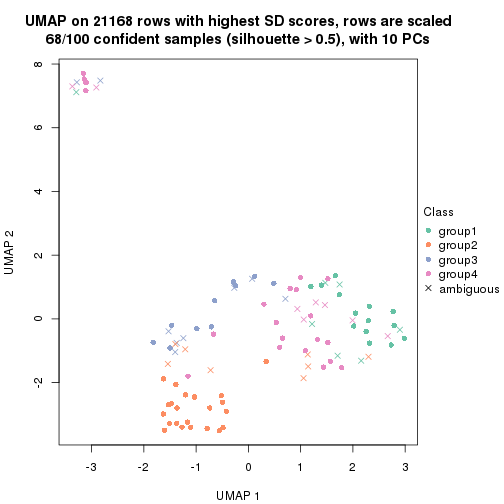 UMAP on 21168 rows with highest SD scores, rows are scaled
68/100 confident samples (silhouette > 0.5), with 10 PCs
8
6
4
2
0
-2
UMAP 2
-3 -2 -1 0 1 2 3
UMAP 1
Class
group1
group2
group3
group4
ambiguous